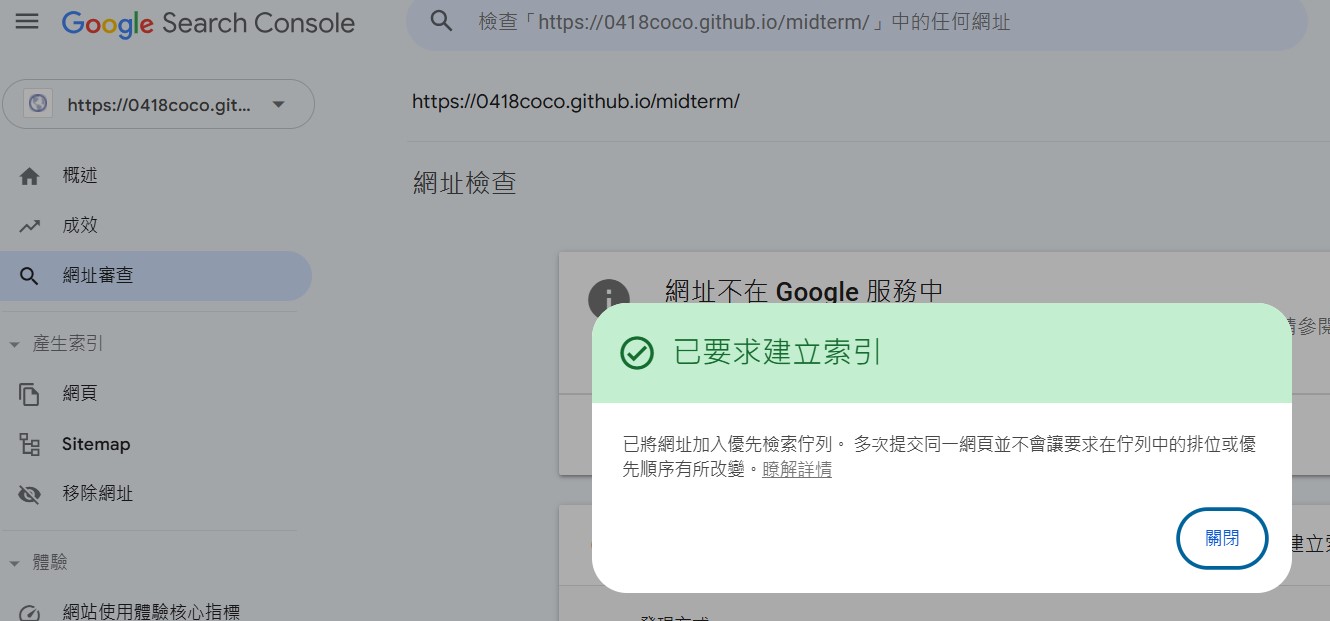 Google Search Console
檢查「https://0418coco.github.io/midterm/」中的任何網址
https://0418coco.git...
https://0418coco.github.io/midterm/
概述
成效
網址審查
產生索引
網頁
Sitemap
移除網址
體驗
網站使用體驗核心指標
網址檢查
網址不在 Google 服務中
請參閱
已要求建立索引
已將網址加入優先檢索佇列。 多次提交同一網頁並不會讓要求在佇列中的排位或優
先順序有所改變。瞭解詳情
關閉
建立索